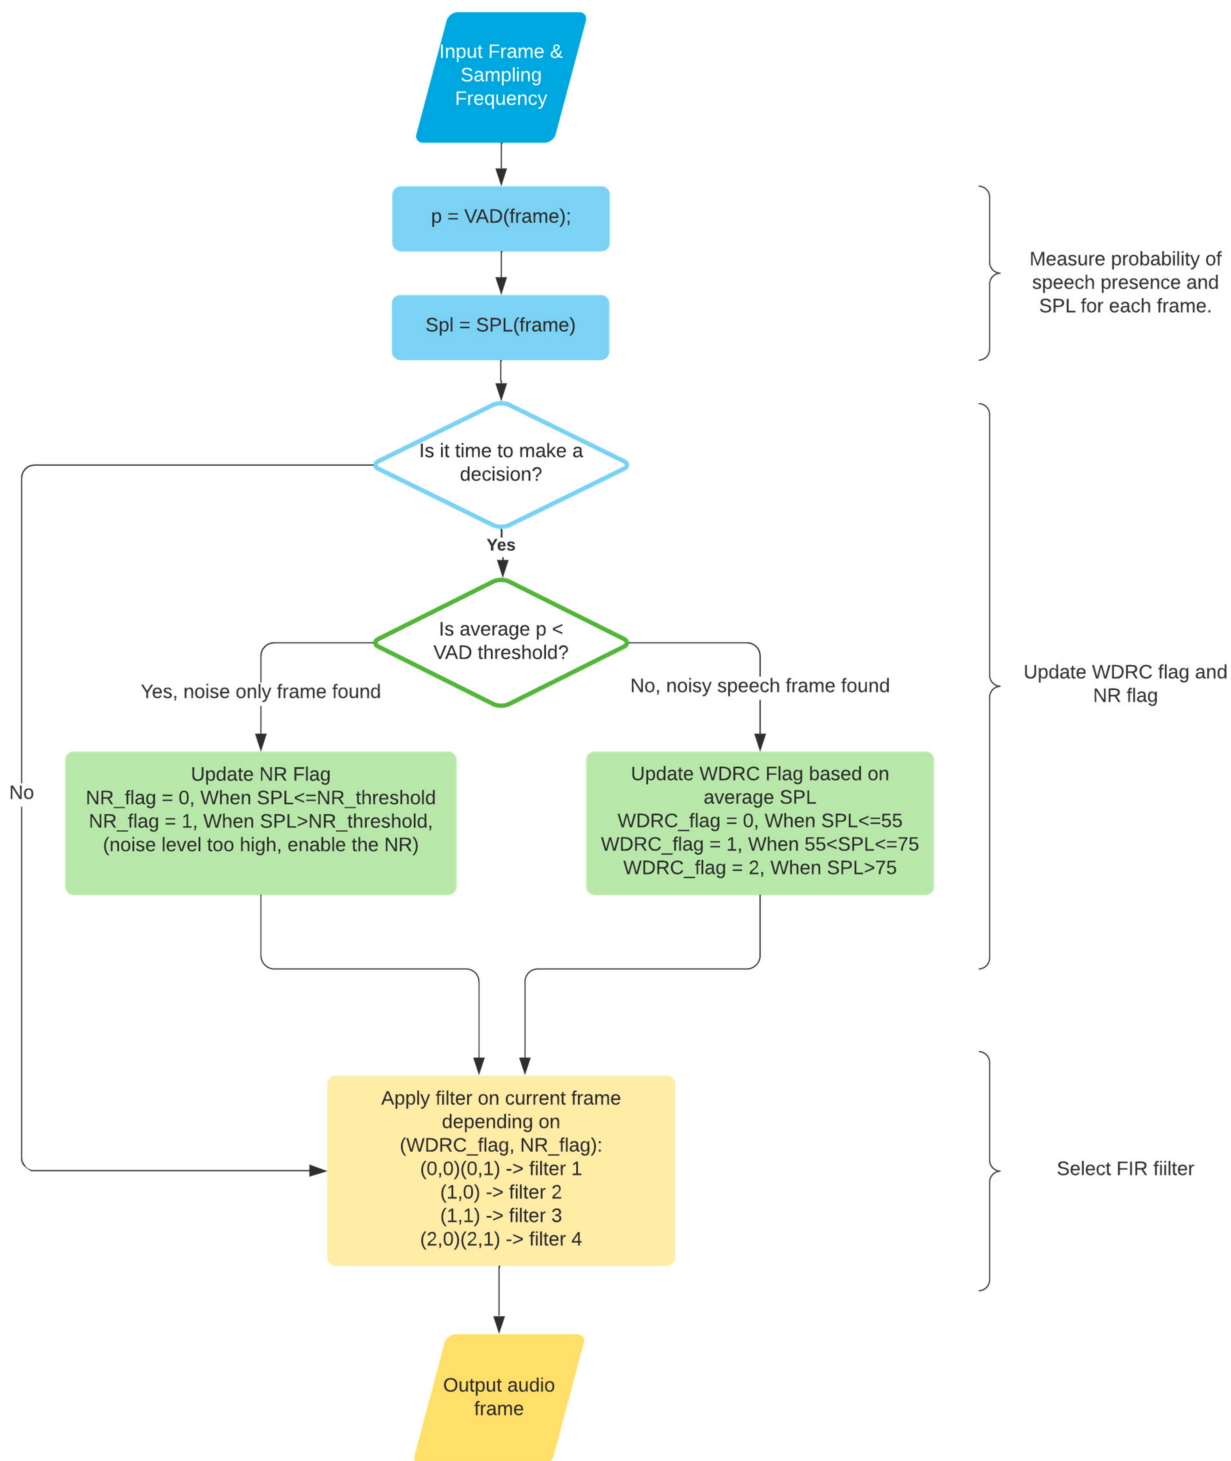 Input Frame &
Sampling
Frequency
p = VAD(frame);
Spl = SPL(frame)
Measure probability of
speech presence and
SPL for each frame.
Is it time to make a
decision?
Yes
Is average p <
VAD threshold?
Yes, noise only frame found
No, noisy speech frame found
Update WDRC flag and
NR flag
No
Update NR Flag
NR_flag = 0, When SPL<=NR_threshold
NR_flag = 1, When SPL>NR_threshold,
(noise level too high, enable the NR)
Update WDRC Flag based on
average SPL
WDRC_flag = 0, When SPL<=55
WDRC_flag = 1, When 55<SPL<=75
WDRC_flag = 2, When SPL>75
Apply filter on current frame
depending on
(WDRC_flag, NR_flag):
(0,0)(0,1) -> filter 1
(1,0) -> filter 2
(1,1) -> filter 3
(2,0)(2,1) -> filter 4
Select FIR fiilter
Output audio
frame